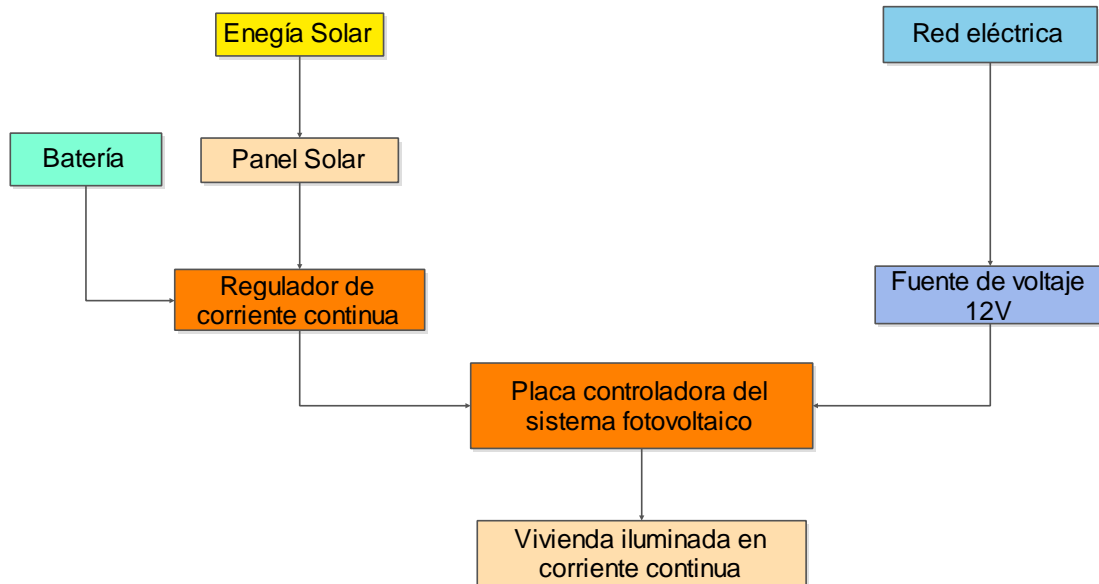 Enegía Solar
Red eléctrica
Batería
Panel Solar
Regulador de
corriente continua
Fuente de voltaje
12V
Placa controladora del
sistema fotovoltaico
Vivienda iluminada en
corriente continua